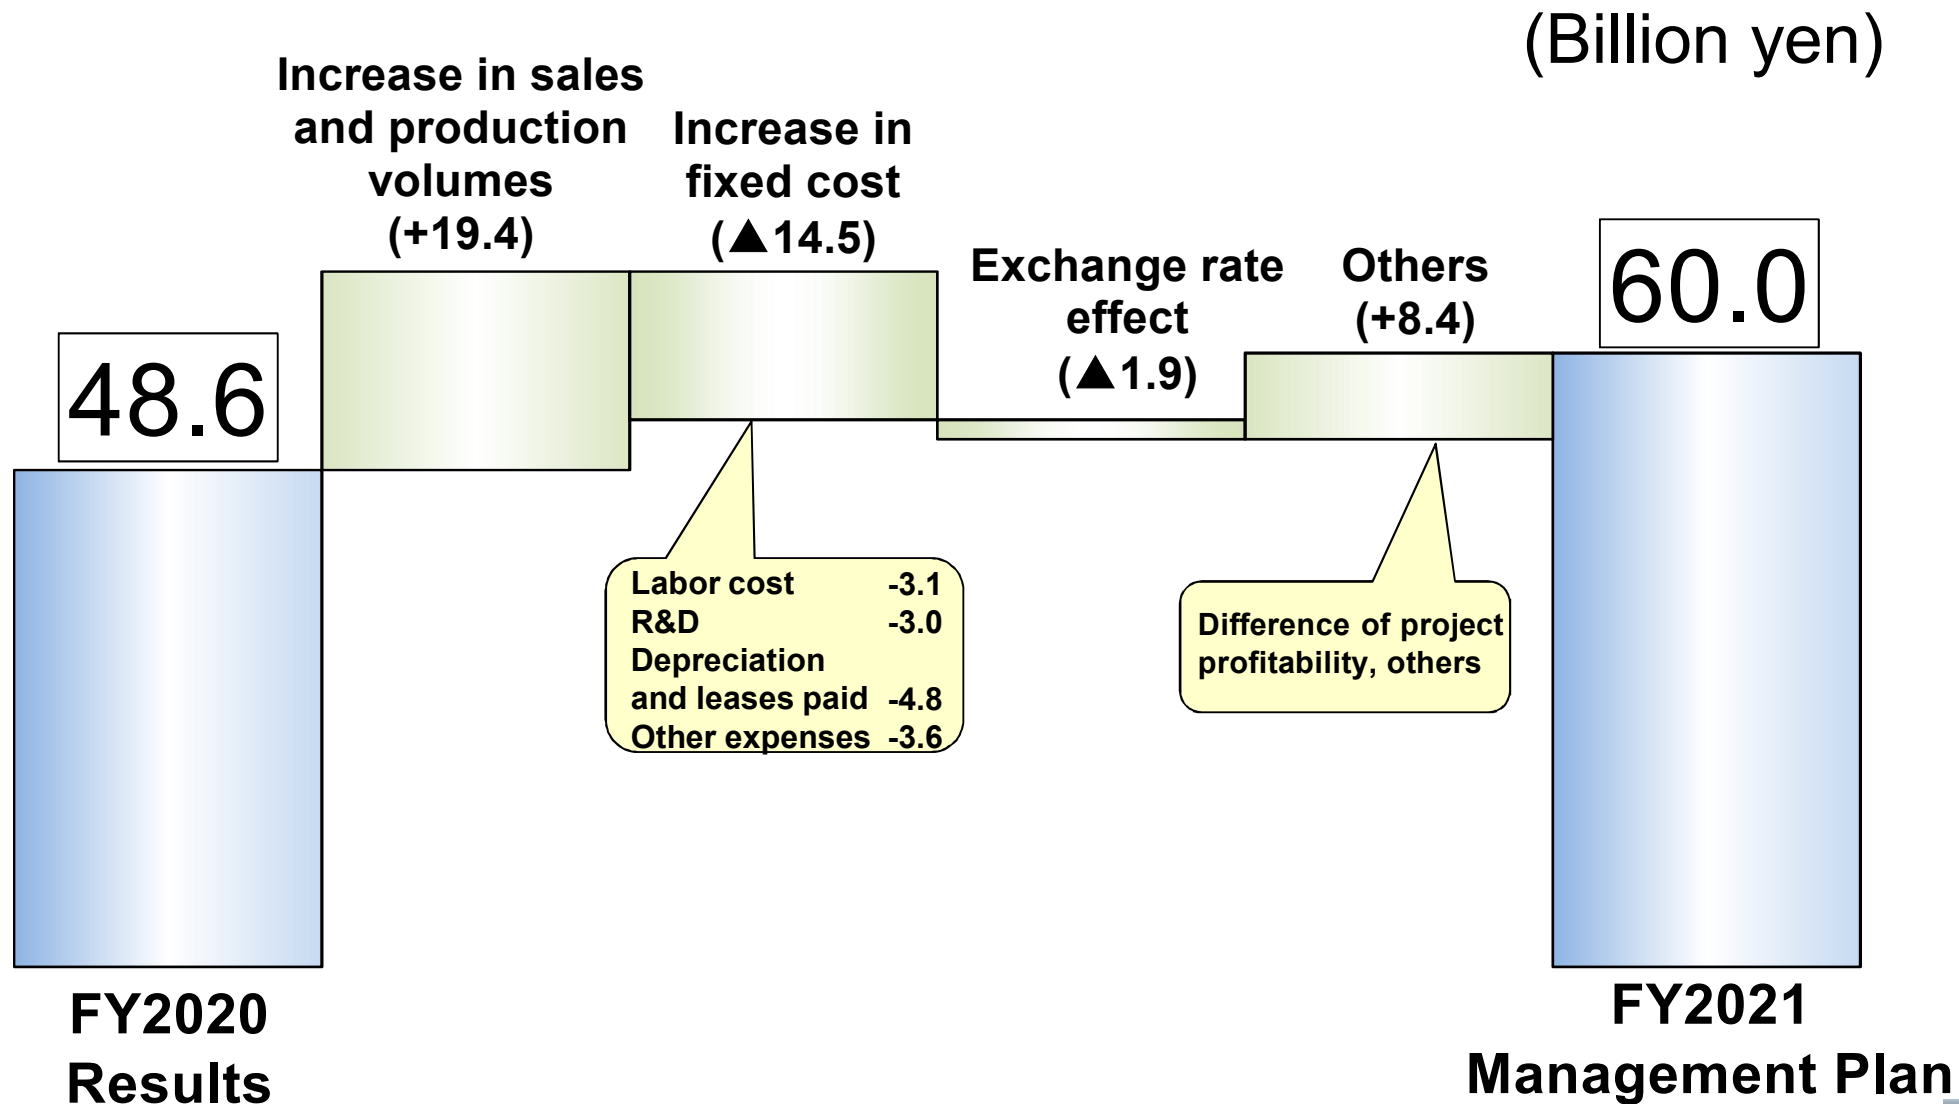 (Billion yen)
Increase in sales
and production
volumes
(+19.4)
Increase in
fixed cost
(▲14.5)
Exchange rate
effect
(▲1.9)
Others
(+8.4)
60.0
48.6
Labor cost -3.1
R&D -3.0
Depreciation
and leases paid -4.8
Other expenses -3.6
Difference of project
profitability, others
FY2020
Results
FY2021
Management Plan